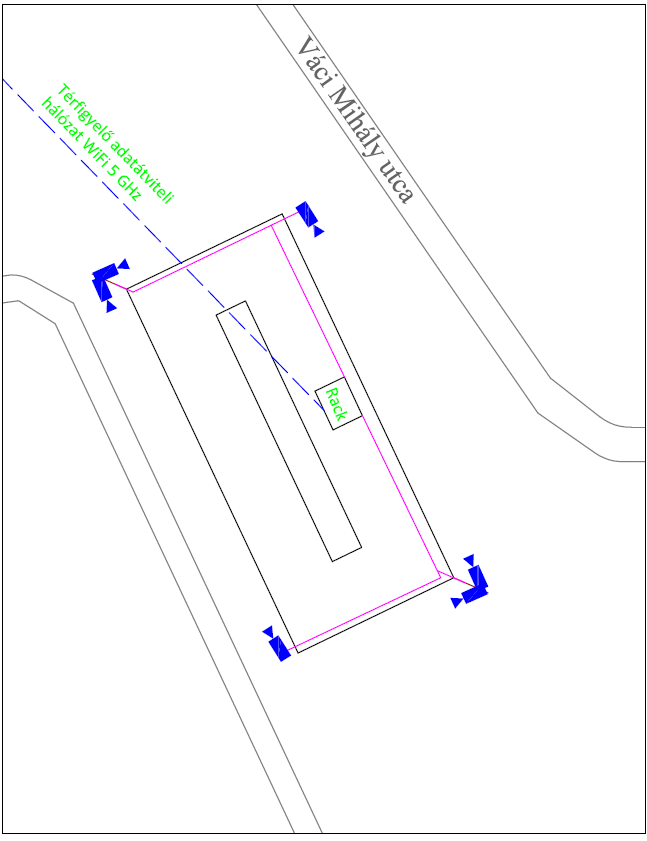 Váci Mihály utca
Térfigyelő adatátviteli
hálózat WiFi 5 GHz
Rack